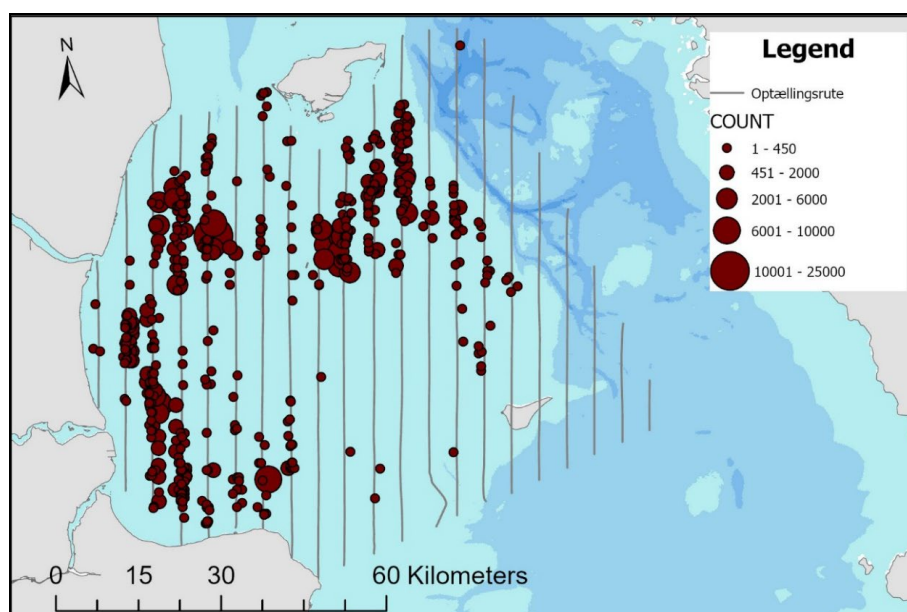 N
Legend
Optællingsrute
COUNT
1 - 450
451 - 2000
2001 - 6000
6001 - 10000
10001 - 25000
0 15 30 60 Kilometers